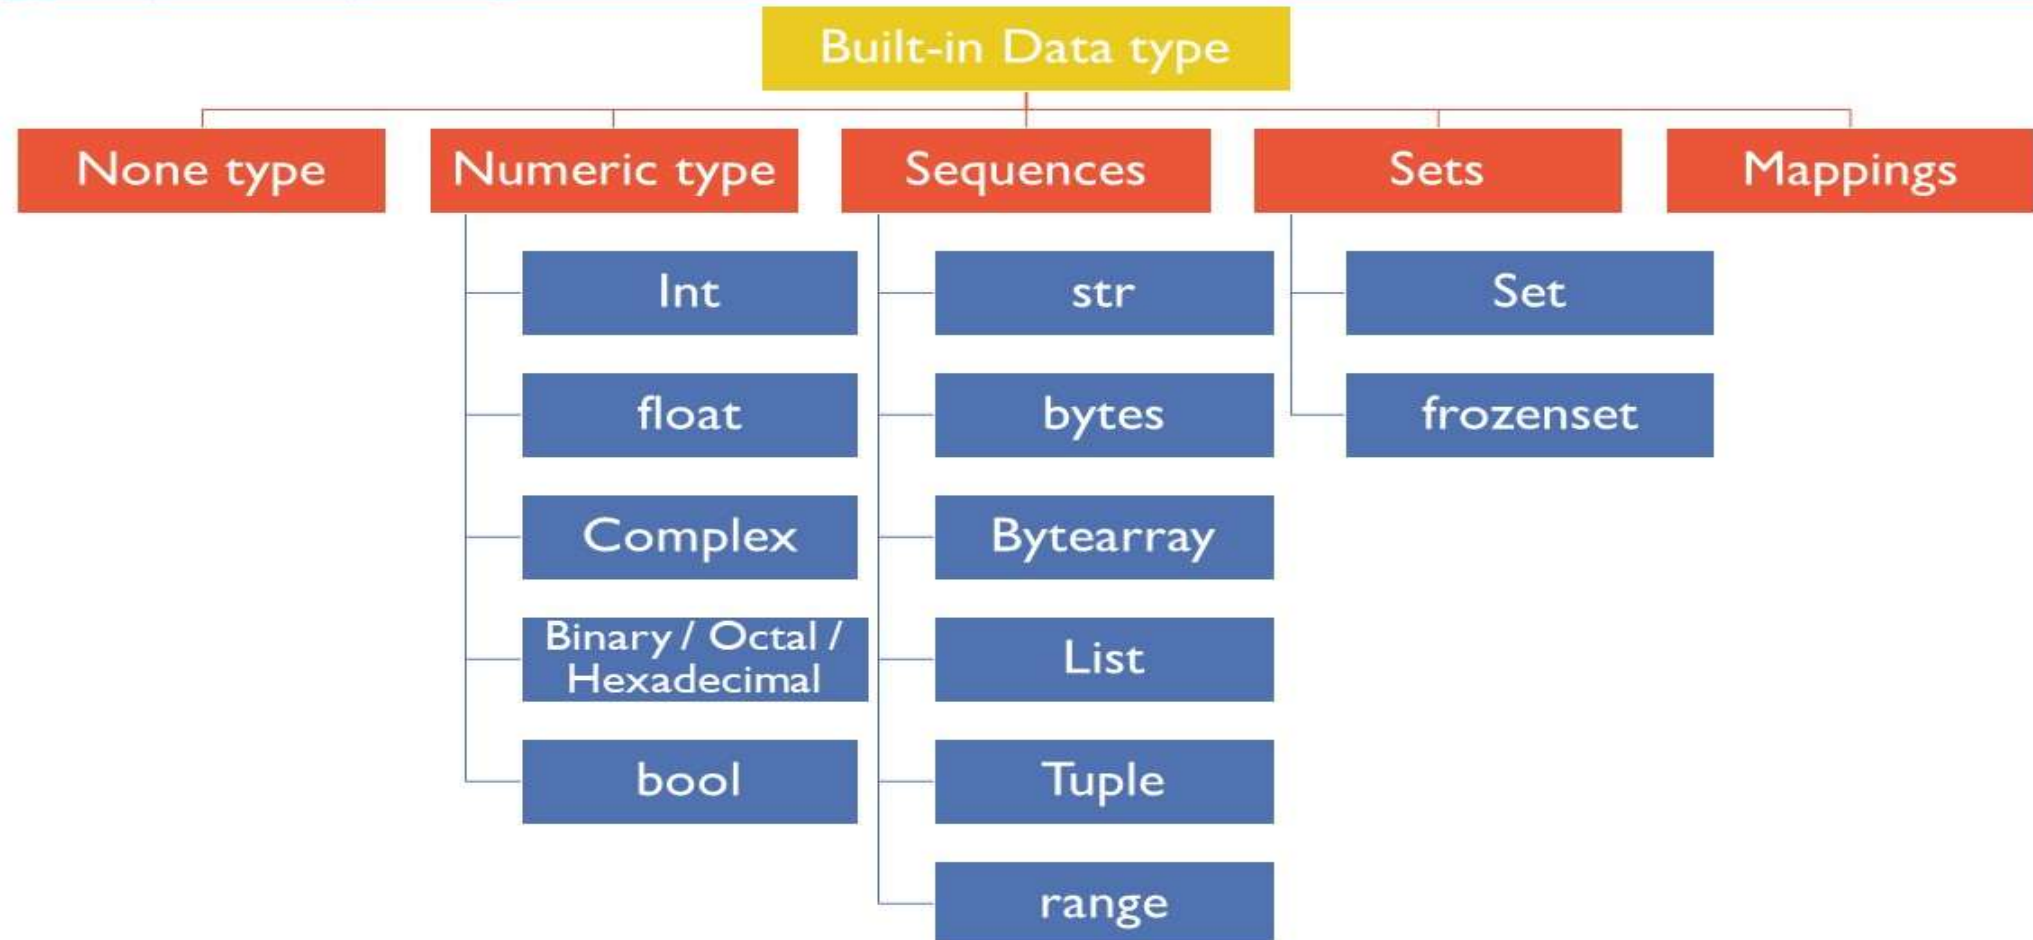 Built-in Data type
None type
Numeric type
Sequences
Sets
Mappings
Int
float
Complex
Binary / Octal /
Hexadecimal
bool
str
bytes
Bytearray
List
Tuple
range
Set
frozenset